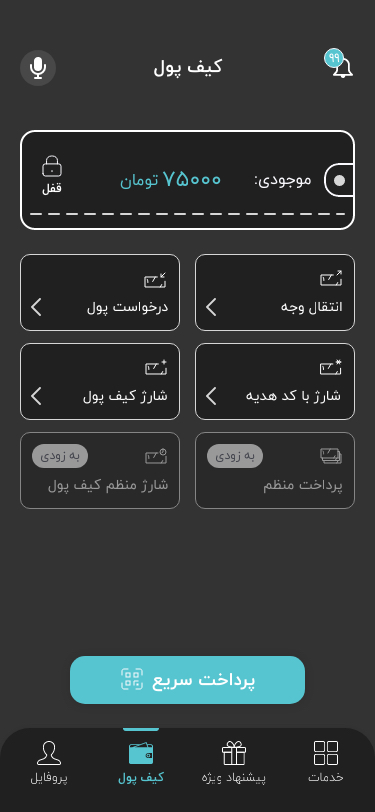 ۹۹
کیف پول
موجودی: ۷۵۰۰۰ تومان
قفل
انتقال وجه
درخواست پول
شارژ با کد هدیه
شارژ کیف پول
به زودی
پرداخت منظم
به زودی
شارژ منظم کیف پول
پرداخت سریع
خدمات
پیشنهاد ویژه
کیف پول
پروفایل